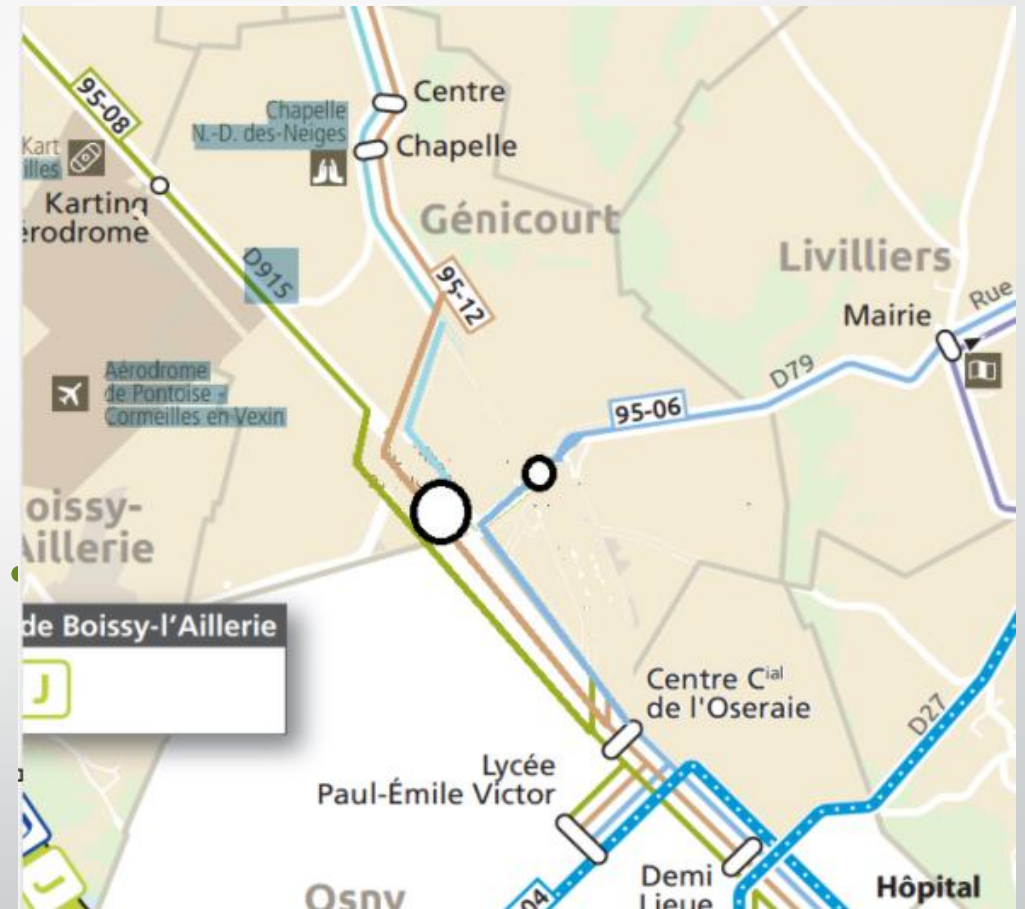 95-08
Centre
Chapelle
N.-D. des-Neiges
Chapelle
Kart
illes
Karting
érodrome
Génicourt
Livilliers
D915
95-12
Rue
Mairie
Aérodrome
de Pontoise -
Cormeilles en Vexin
D79
95-06
oissy-
Aillerie
de Boissy-l'Aillerie
J
Centre Cial
de l'Oseraie
D27
Lycée
Paul-Émile Victor
J
Demi
Lieue
Hôpital
Osny
04